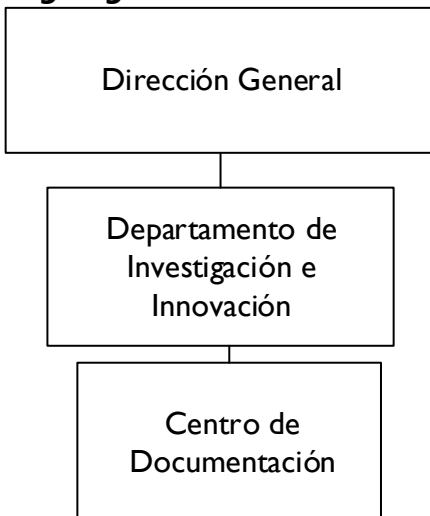 Dirección General
Departamento de
Investigación e
Innovación
Centro de
Documentación